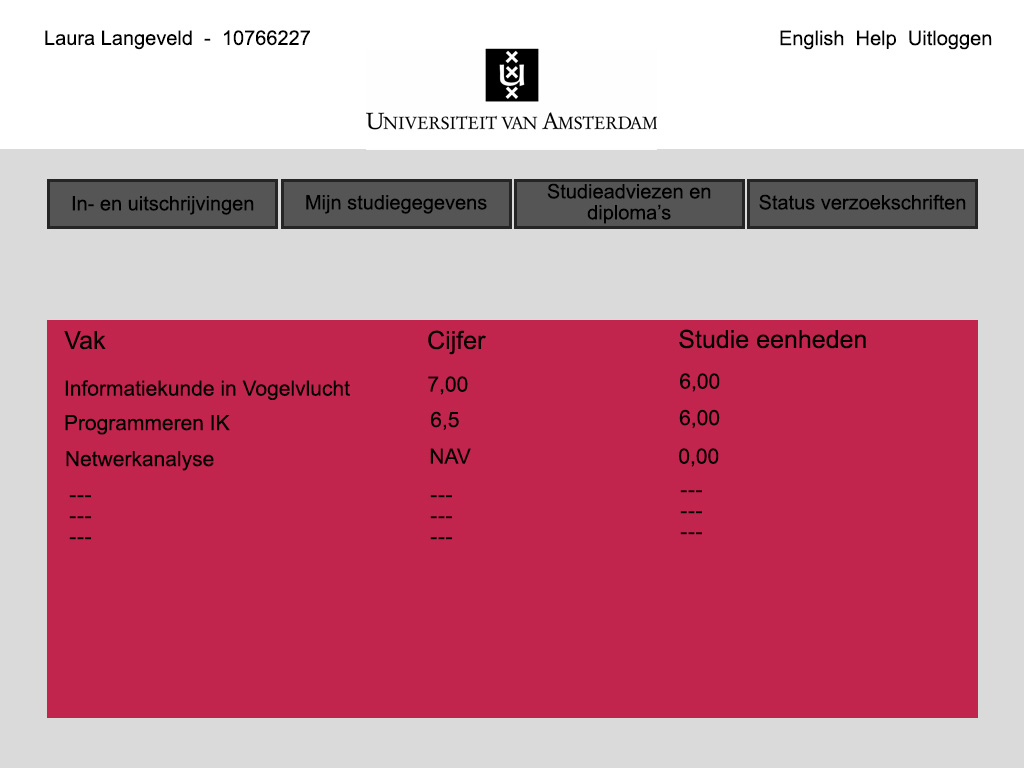 Laura Langeveld - 10766227
English Help Uitloggen
UNIVERSITEIT VAN AMSTERDAM
In- en uitschrijvingen
Mijn studiegegevens
Studieadviezen en
diploma's
Status verzoekschriften
Vak Cijfer Studie eenheden
Informatiekunde in Vogelvlucht 7,00 6,00
Programmeren IK 6,5 6,00
Netwerkanalyse NAV 0,00
--- --- ---
--- --- ---
--- --- ---